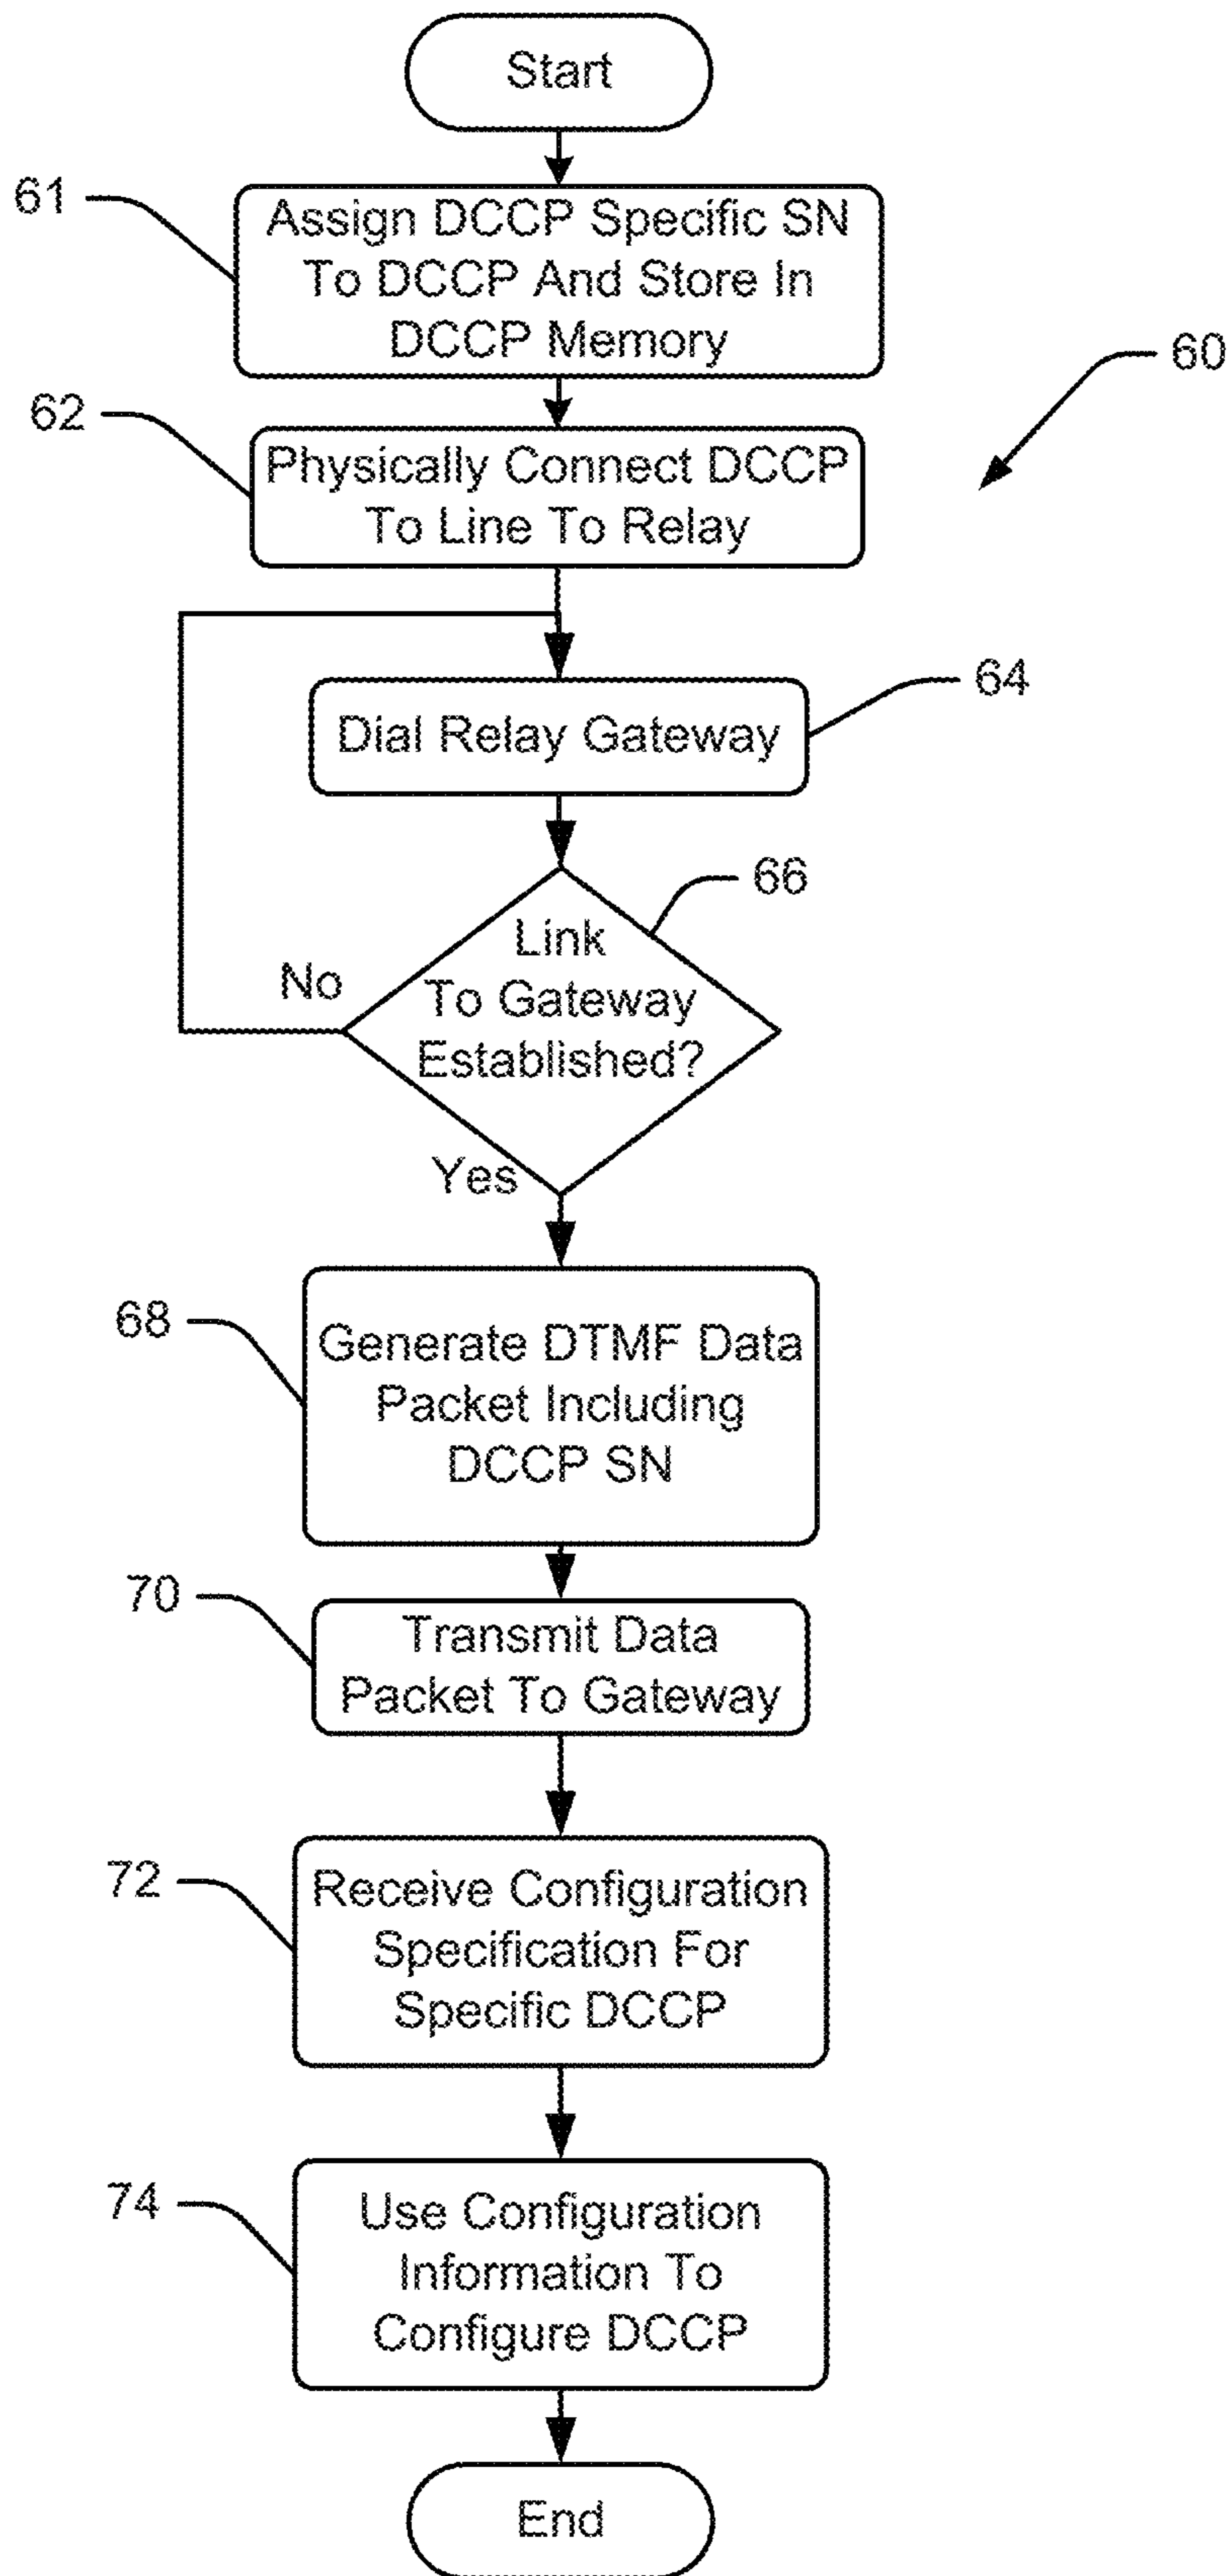 Start
61
Assign DCCP Specific SN
To DCCP And Store In
DCCP Memory
60
62
Physically Connect DCCP
To Line To Relay
64
Dial Relay Gateway
66
Link
To Gateway
Established?
No
Yes
68
Generate DTMF Data
Packet Including
DCCP SN
70
Transmit Data
Packet To Gateway
72
Receive Configuration
Specification For
Specific DCCP
74
Use Configuration
Information To
Configure DCCP
End